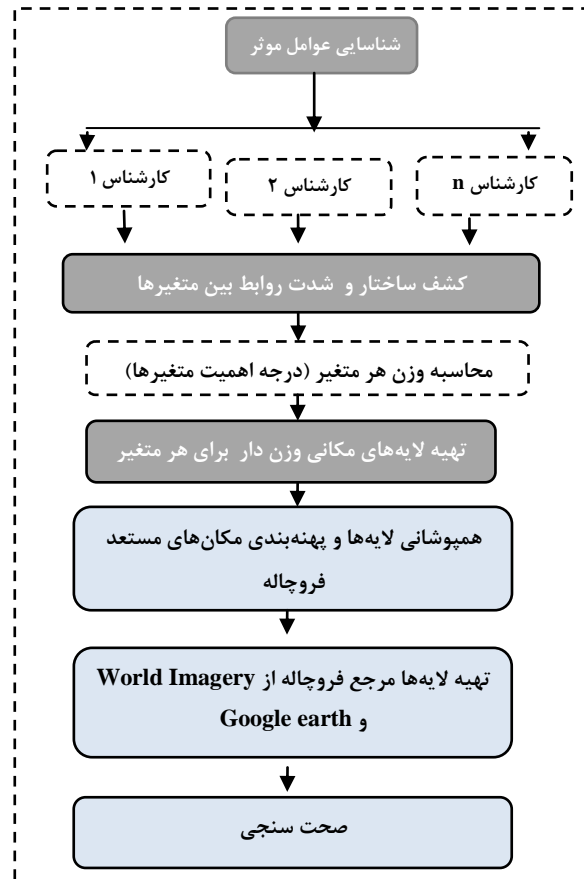 شناسایی عوامل موثر
کارشناس ۱
کارشناس ۲
کارشناس n
کشف ساختار و شدت روابط بین متغیرها
محاسبه وزن هر متغیر (درجه اهمیت متغیرها)
تهیه لایه‌های مکانی وزن دار برای هر متغیر
همپوشانی لایه‌ها و پهنه‌بندی مکان‌های مستعد
فروچاله
تهیه لایه‌ها مرجع فروچاله از World Imagery
و Google earth
صحت سنجی